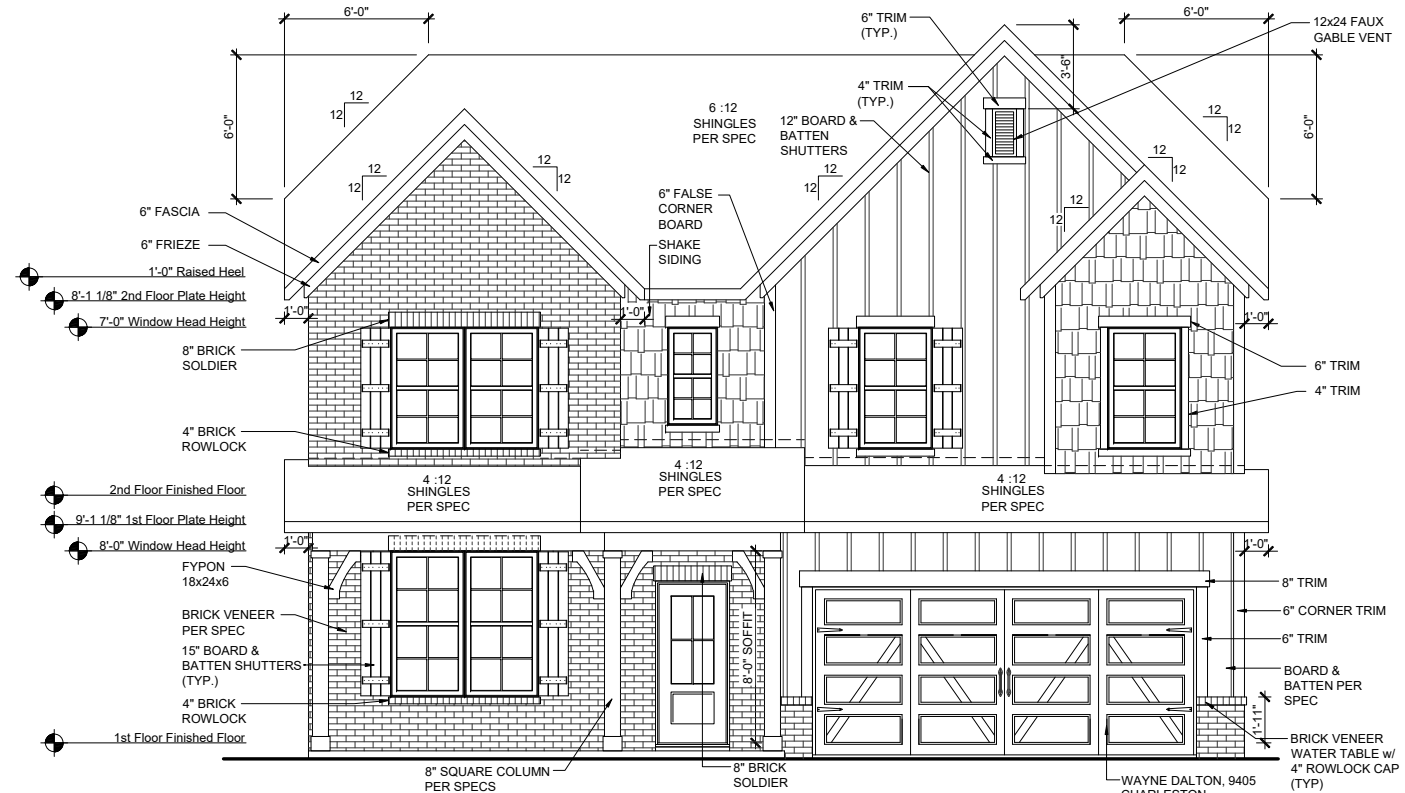 6'-0"
6" TRIM
(TYP.)
6'-0"
12x24 FAUX
GABLE VENT
3'-6"
6'-0"
12
12
4" TRIM
(TYP.)
6 :12
SHINGLES
PER SPEC
12" BOARD &
BATTEN
SHUTTERS
12
12
6'-0"
12
12
12
12
12
12
12
12
12
12
6" FASCIA
6" FALSE
CORNER
BOARD
6" FRIEZE
SHAKE
SIDING
1'-0" Raised Heel
8'-1 1/8" 2nd Floor Plate Height
1'-0"
1'-0"
1'-0"
7'-0" Window Head Height
8" BRICK
SOLDIER
6" TRIM
4" TRIM
4" BRICK
ROWLOCK
4 :12
SHINGLES
PER SPEC
4 :12
SHINGLES
PER SPEC
4 :12
SHINGLES
PER SPEC
2nd Floor Finished Floor
9'-1 1/8" 1st Floor Plate Height
8'-0" Window Head Height
1'-0"
1'-0"
FYPON
18x24x6
8" TRIM
BRICK VENEER
PER SPEC
6" CORNER TRIM
8'-0" SOFFIT
6" TRIM
15" BOARD &
BATTEN SHUTTERS
(TYP.)
BOARD &
BATTEN PER
SPEC
4" BRICK
ROWLOCK
1'-11"
1st Floor Finished Floor
BRICK VENEER
WATER TABLE w/
4" ROWLOCK CAP
(TYP)
8" SQUARE COLUMN
PER SPECS
8" BRICK
SOLDIER
WAYNE DALTON, 9405
CHARLESTON